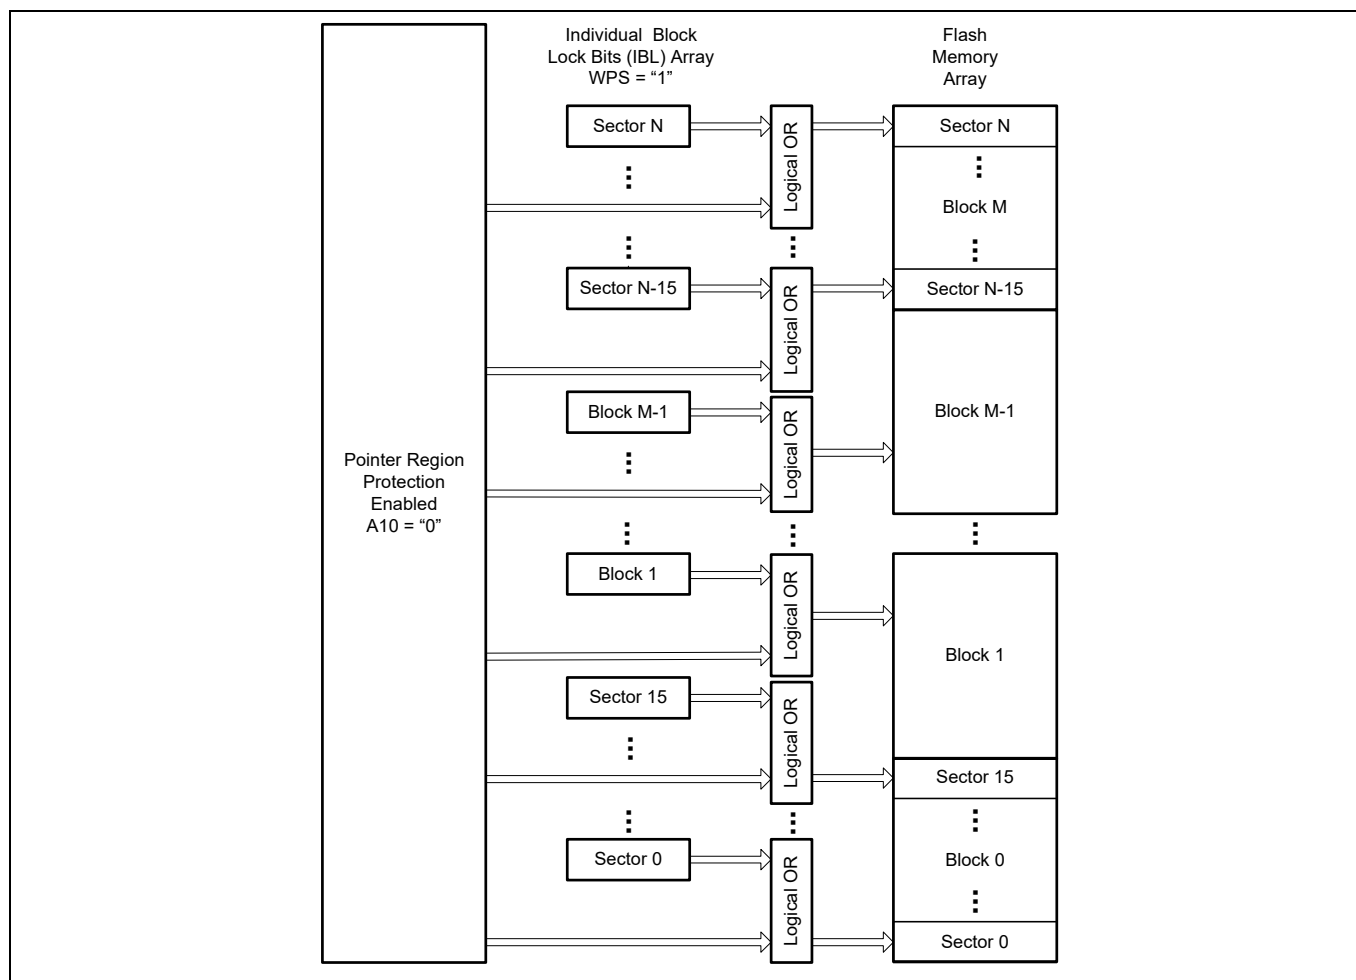 Individual Block
Lock Bits (IBL) Array
WPS = “1”
Flash
Memory
Array
Sector N
Logical OR
Sector N
Block M
Sector N-15
Logical OR
Sector N-15
Block M-1
Logical OR
Block M-1
Pointer Region
Protection
Enabled
A10 = “0”
Block 1
Logical OR
Block 1
Sector 15
Logical OR
Sector 15
Sector 0
Logical OR
Block 0
Sector 0